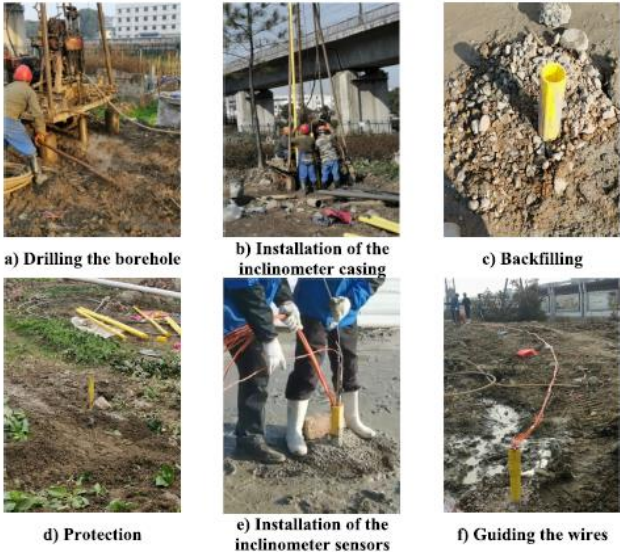 a) Drilling the borehole
b) Installation of the
inclinometer casing
c) Backfilling
d) Protection
e) Installation of the
inclinometer sensors
f) Guiding the wires